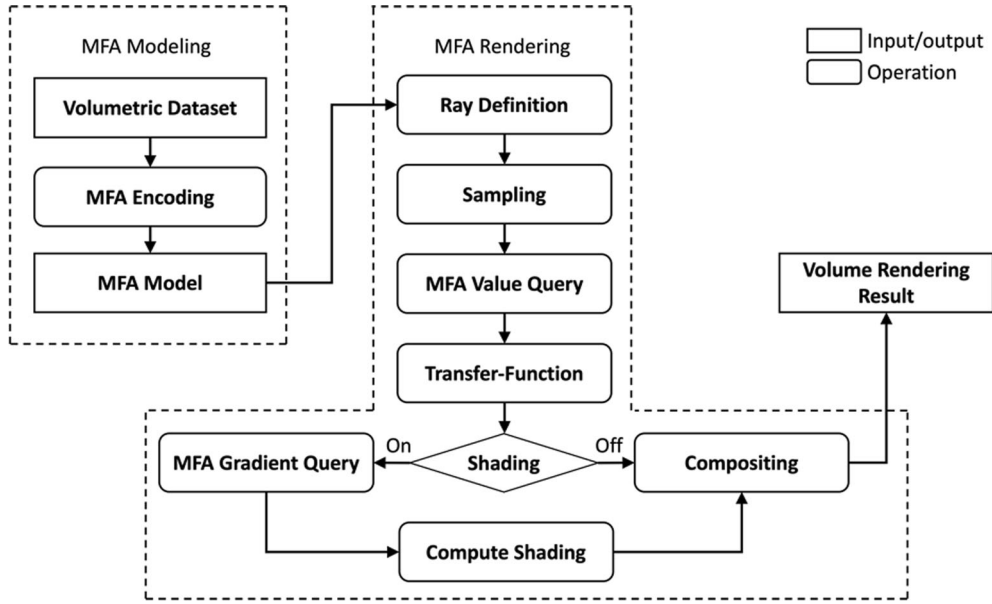 MFA Modeling
Volumetric Dataset
MFA Encoding
MFA Model
MFA Rendering
Ray Definition
Sampling
MFA Value Query
Transfer-Function
Shading
On
Off
MFA Gradient Query
Compute Shading
Compositing
Volume Rendering
Result
Input/output
Operation